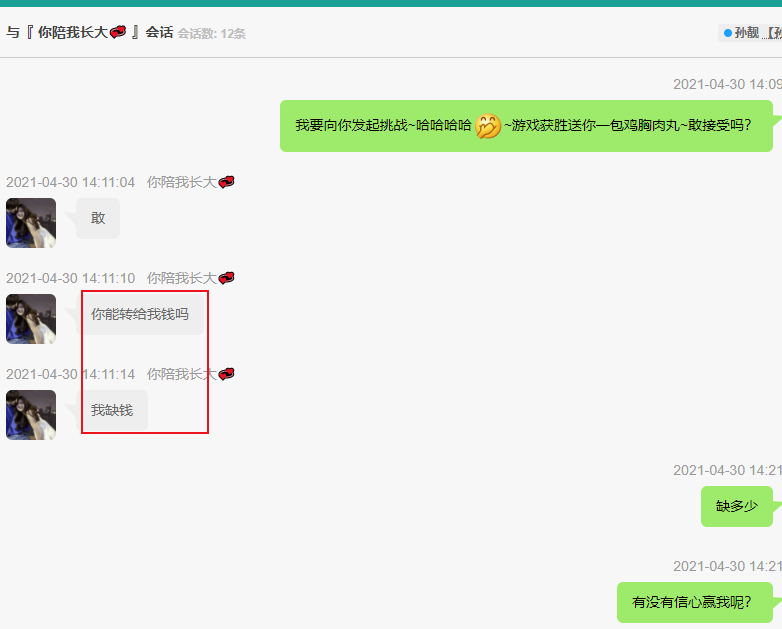 与『 你陪我长大💋 』会话 会话数: 12条
孙靓【孙
2021-04-30 14:09
我要向你发起挑战~哈哈哈哈🤭~游戏获胜送你一包鸡胸肉丸~敢接受吗?
2021-04-30 14:11:04 你陪我长大💋
敢
2021-04-30 14:11:10 你陪我长大💋
你能转给我钱吗
2021-04-30 14:11:14 你陪我长大💋
我缺钱
2021-04-30 14:21
缺多少
2021-04-30 14:21
有没有信心赢我呢?